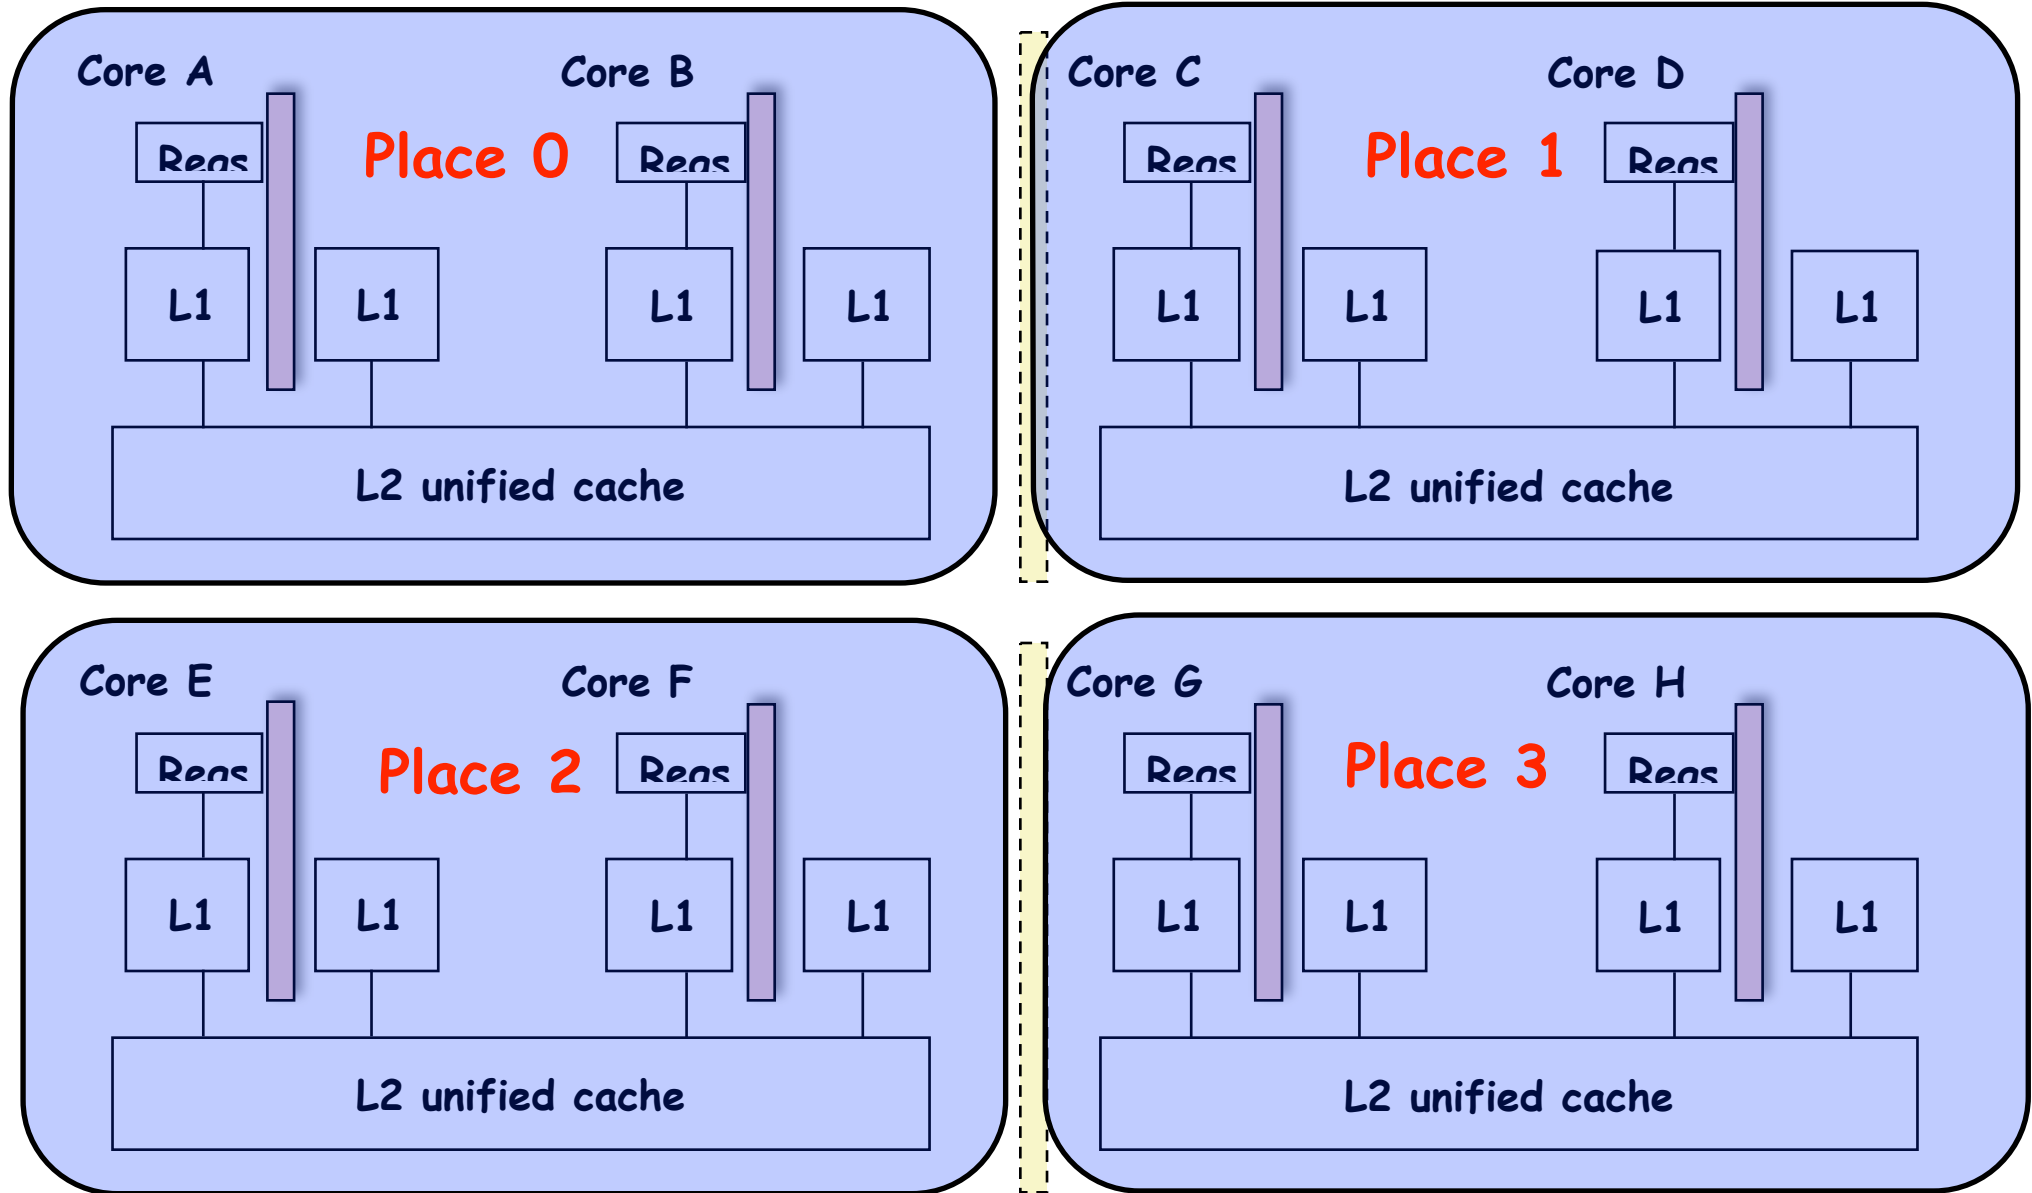 Core A
Core B
Place 0
Regs
Regs
L1
L1
L1
L1
L2 unified cache
Core C
Core D
Place 1
Regs
Regs
L1
L1
L1
L1
L2 unified cache
Core E
Core F
Place 2
Regs
Regs
L1
L1
L1
L1
L2 unified cache
Core G
Core H
Place 3
Regs
Regs
L1
L1
L1
L1
L2 unified cache